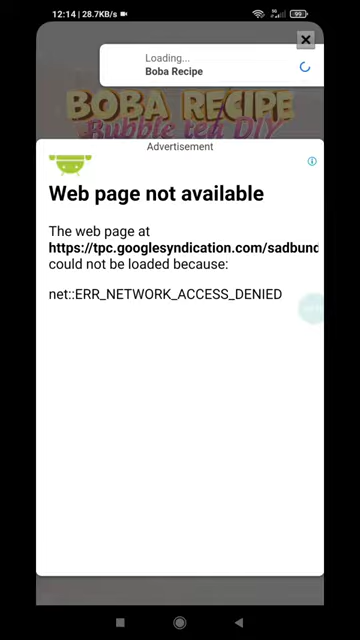 12:14 | 28.7KB/s
99
Loading...
Boba Recipe
BOBA RECIPE
Bubble tea DIY
Advertisement
Web page not available
The web page at
https://tpc.googlesyndication.com/sadbund
could not be loaded because:
net::ERR_NETWORK_ACCESS_DENIED